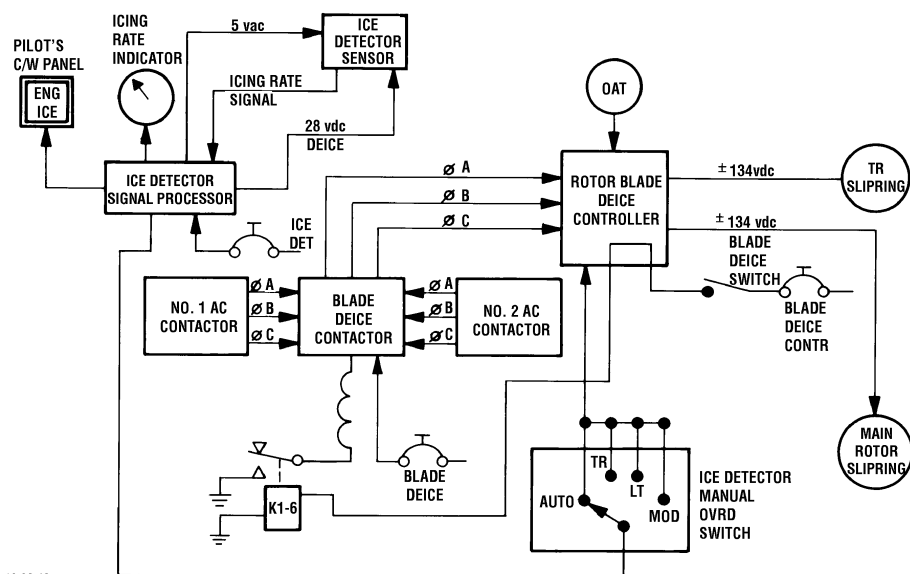 PILOT'S
C/W PANEL
ENG
ICE
ICING
RATE
INDICATOR
5 vac
ICE
DETECTOR
SENSOR
ICING RATE
SIGNAL
28 vdc
DEICE
ICE DETECTOR
SIGNAL PROCESSOR
ICE
DET
OAT
ø A
ø B
ø C
ROTOR BLADE
DEICE
CONTROLLER
± 134vdc
TR
SLIPRING
± 134 vdc
BLADE
DEICE
SWITCH
BLADE
DEICE
CONTR
NO. 1 AC
CONTACTOR
ø A
ø B
ø C
BLADE
DEICE
CONTACTOR
ø A
ø B
ø C
NO. 2 AC
CONTACTOR
MAIN
ROTOR
SLIPRING
BLADE
DEICE
K1-6
TR
LT
AUTO
MOD
ICE DETECTOR
MANUAL
OVRD
SWITCH